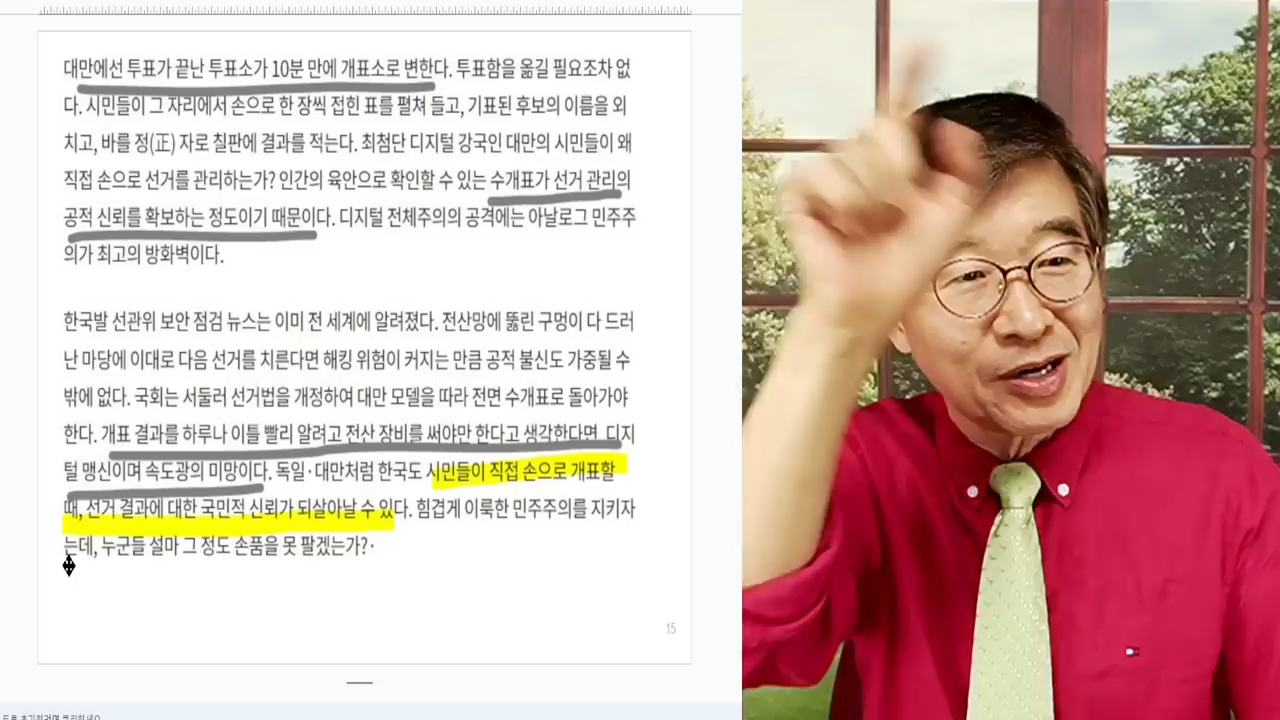 대만에선 투표가 끝난 투표소가 10분 만에 개표소로 변한다. 투표함을 옮길 필요조차 없
다. 시민들이 그 자리에서 손으로 한 장씩 접힌 표를 펼쳐 들고, 기표된 후보의 이름을 외
치고, 바를 정(正) 자로 칠판에 결과를 적는다. 최첨단 디지털 강국인 대만의 시민들이 왜
직접 손으로 선거를 관리하는가? 인간의 육안으로 확인할 수 있는 수개표가 선거 관리의
공적 신뢰를 확보하는 정도이기 때문이다. 디지털 전체주의의 공격에는 아날로그 민주주
의가 최고의 방화벽이다.
한국발 선관위 보안 점검 뉴스는 이미 전 세계에 알려졌다. 전산망에 뚫린 구멍이 다 드러
난 마당에 이대로 다음 선거를 치른다면 해킹 위험이 커지는 만큼 공적 불신도 가중될 수
밖에 없다. 국회는 서둘러 선거법을 개정하여 대만 모델을 따라 전면 수개표로 돌아가야
한다. 개표 결과를 하루나 이틀 빨리 알려고 전산 장비를 써야만 한다고 생각한다면, 디지
털 맹신이며 속도광의 미망이다. 독일·대만처럼 한국도 시민들이 직접 손으로 개표할
때, 선거 결과에 대한 국민적 신뢰가 되살아날 수 있다. 힘겹게 이룩한 민주주의를 지키자
는데, 누군들 설마 그 정도 손품을 못 팔겠는가?·
15